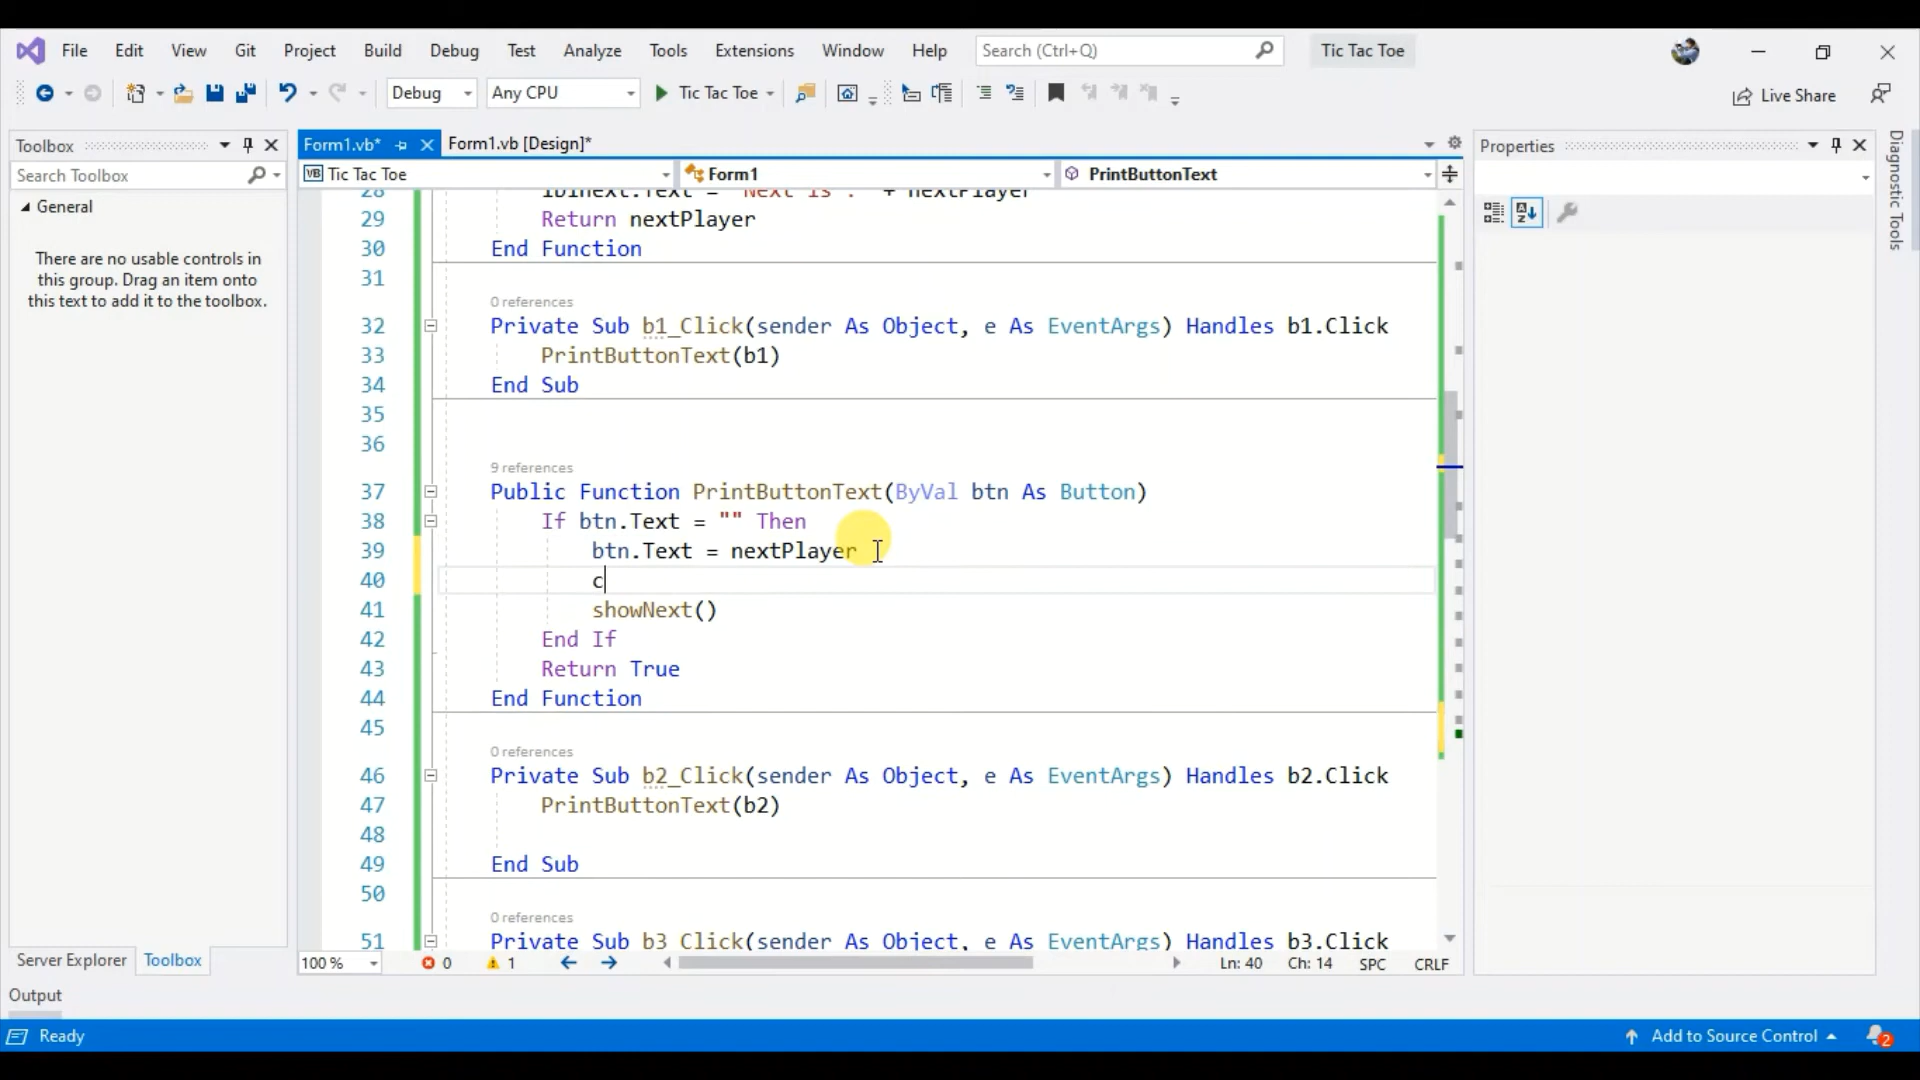 File Edit View Git Project Build Debug Test Analyze Tools Extensions Window Help Search (Ctrl+Q) Tic Tac Toe
Debug Any CPU Tic Tac Toe Live Share
Toolbox
Search Toolbox
General
There are no usable controls in
this group. Drag an item onto
this text to add it to the toolbox.
Server Explorer Toolbox
Form1.vb* Form1.vb [Design]*
VB Tic Tac Toe Form1 PrintButtonText
28 lblnext.Text = "Next is : " + nextPlayer
29 Return nextPlayer
30 End Function
31
0 references
32 Private Sub b1_Click(sender As Object, e As EventArgs) Handles b1.Click
33 PrintButtonText(b1)
34 End Sub
35
36
9 references
37 Public Function PrintButtonText(ByVal btn As Button)
38 If btn.Text = "" Then
39 btn.Text = nextPlayer
40 c
41 showNext()
42 End If
43 Return True
44 End Function
45
0 references
46 Private Sub b2_Click(sender As Object, e As EventArgs) Handles b2.Click
47 PrintButtonText(b2)
48
49 End Sub
50
0 references
51 Private Sub b3_Click(sender As Object, e As EventArgs) Handles b3.Click
100 % 0 1 Ln: 40 Ch: 14 SPC CRLF
Properties
Diagnostic Tools
Output
Ready Add to Source Control 2